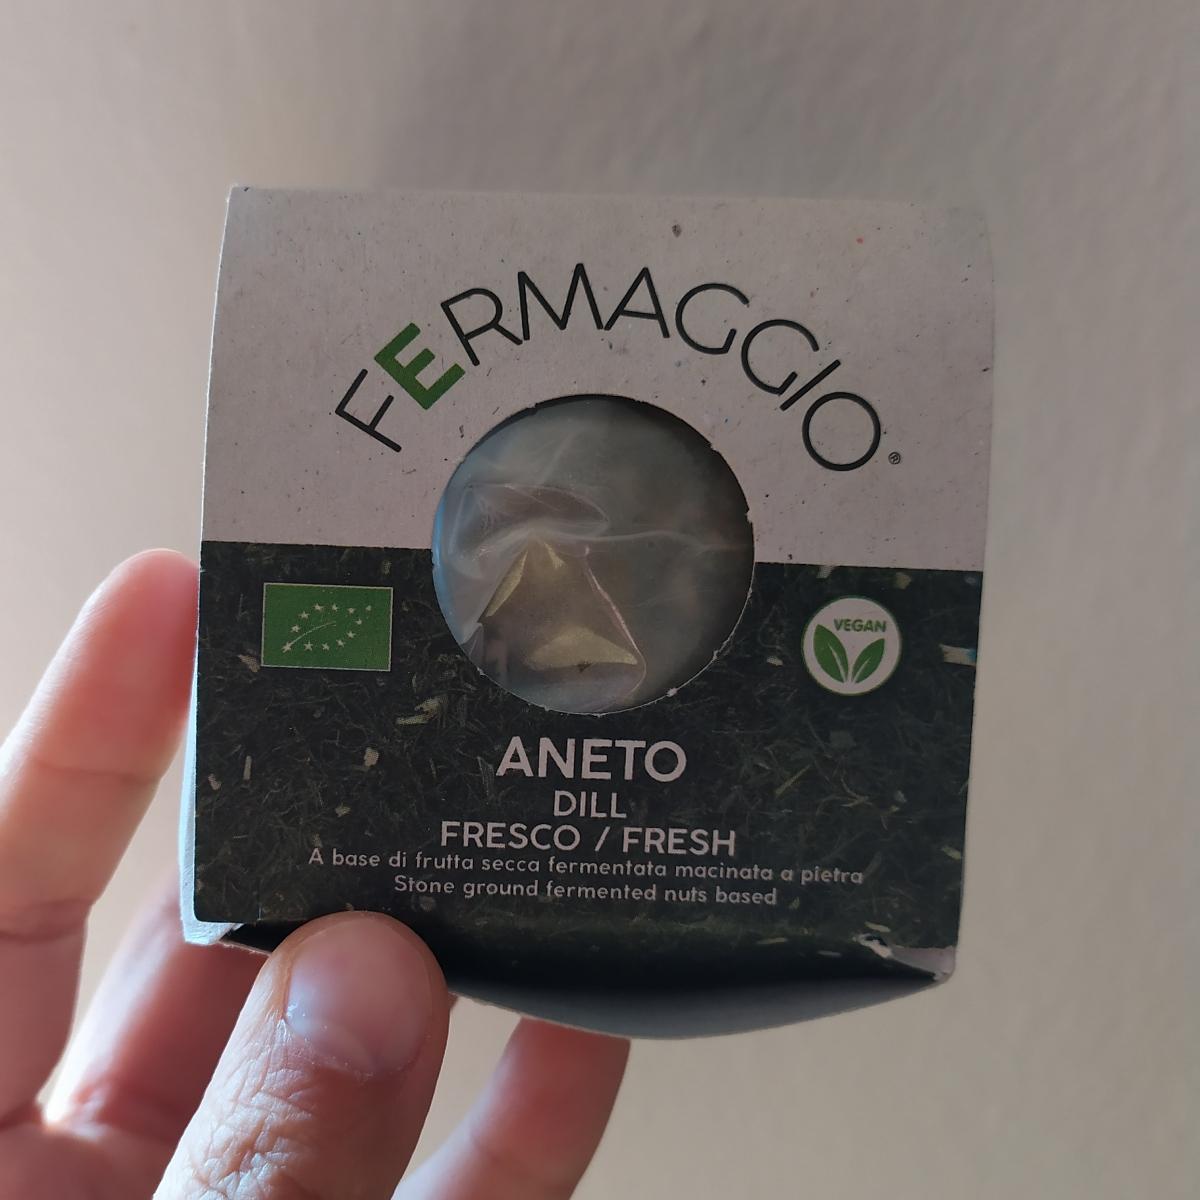 FERMAGGIO®
VEGAN
ANETO
DILL
FRESCO / FRESH
A base di frutta secca fermentata macinata a pietra
Stone ground fermented nuts based